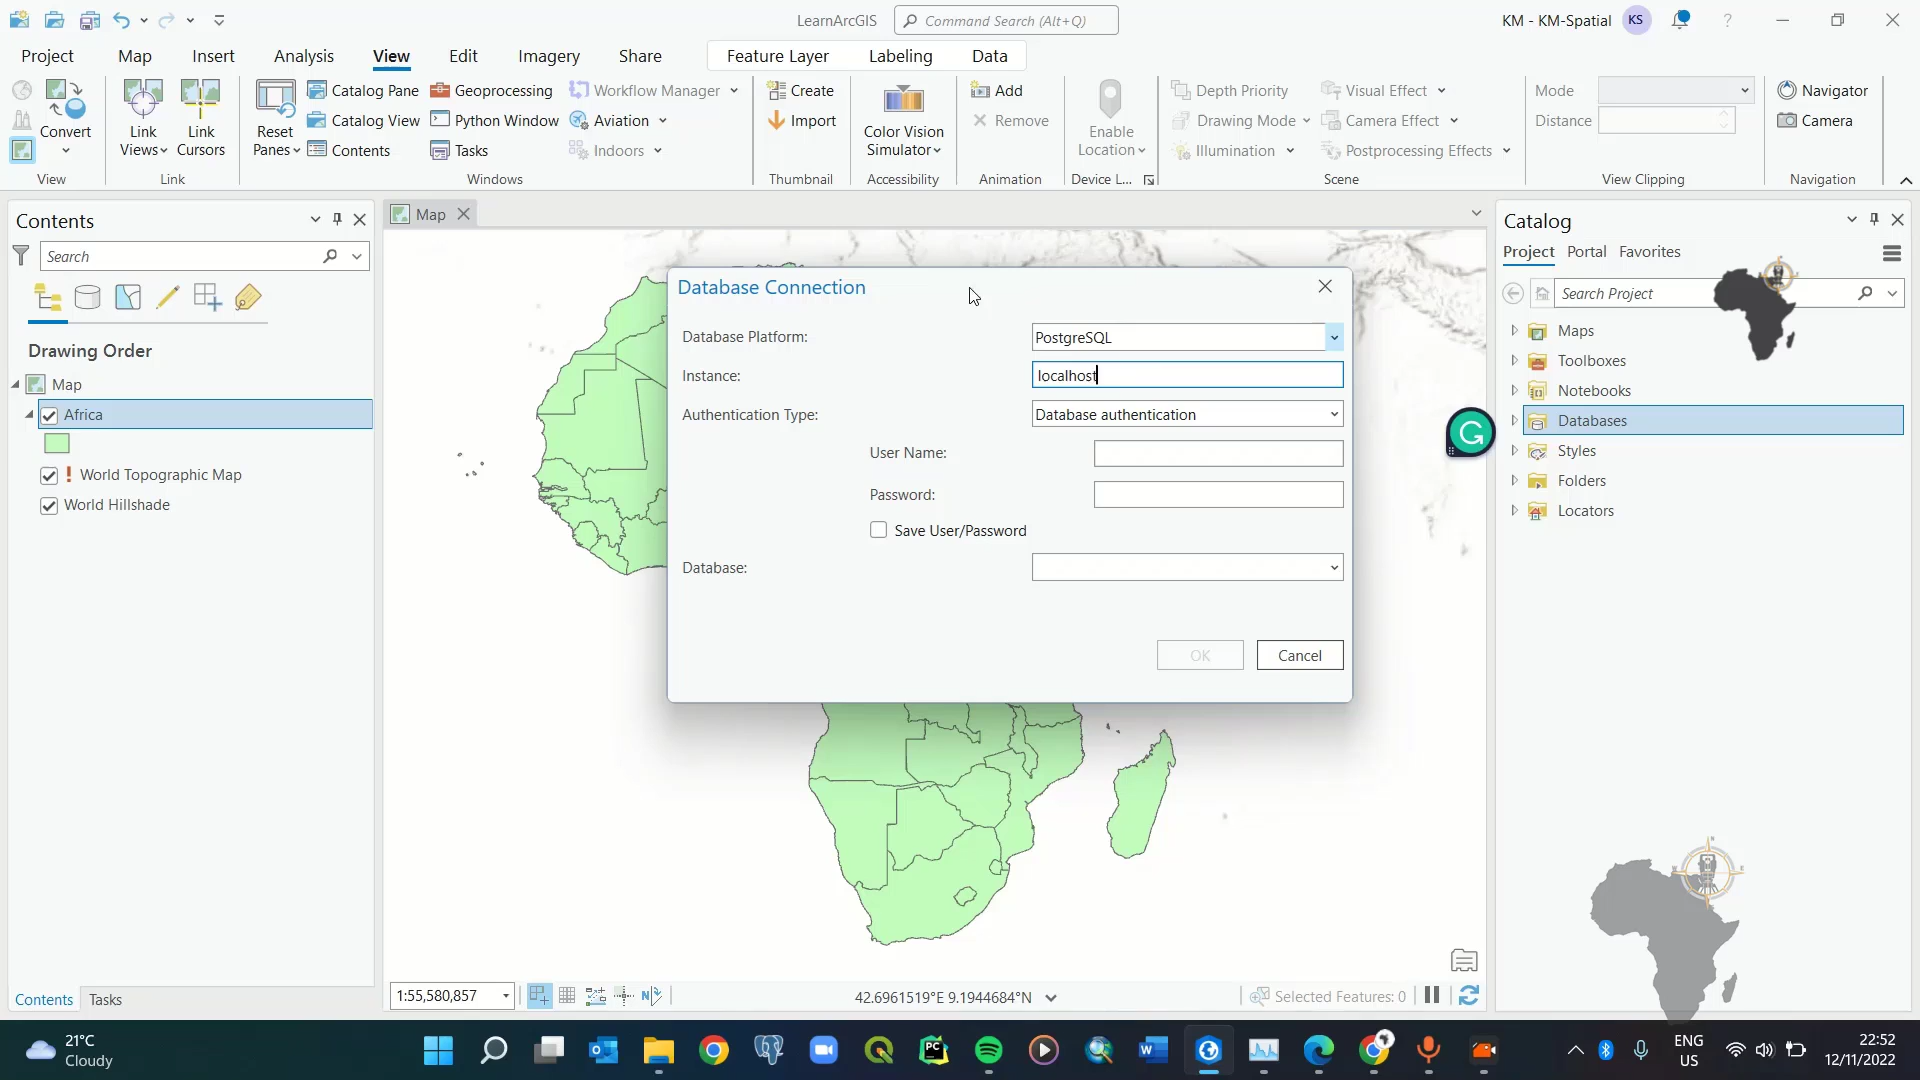 LearnArcGIS
Command Search (Alt+Q)
KM - KM-Spatial
KS
?
Project
Map
Insert
Analysis
View
Edit
Imagery
Share
Feature Layer
Labeling
Data
Convert
View
Link Views
Link Cursors
Link
Reset Panes
Catalog Pane
Catalog View
Contents
Geoprocessing
Python Window
Tasks
Workflow Manager
Aviation
Indoors
Windows
Create
Import
Thumbnail
Color Vision Simulator
Accessibility
Add
Remove
Animation
Enable Location
Device L...
Depth Priority
Drawing Mode
Illumination
Visual Effect
Camera Effect
Postprocessing Effects
Scene
Mode
Distance
View Clipping
Navigator
Camera
Navigation
Contents
Search
Drawing Order
Map
Africa
World Topographic Map
World Hillshade
Contents
Tasks
Map
Database Connection
Database Platform:
PostgreSQL
Instance:
localhost
Authentication Type:
Database authentication
User Name:
Password:
Save User/Password
Database:
OK
Cancel
1:55,580,857
42.6961519°E 9.1944684°N
Selected Features: 0
Catalog
Project
Portal
Favorites
Search Project
Maps
Toolboxes
Notebooks
Databases
Styles
Folders
Locators
21°C
Cloudy
ENG
US
22:52
12/11/2022